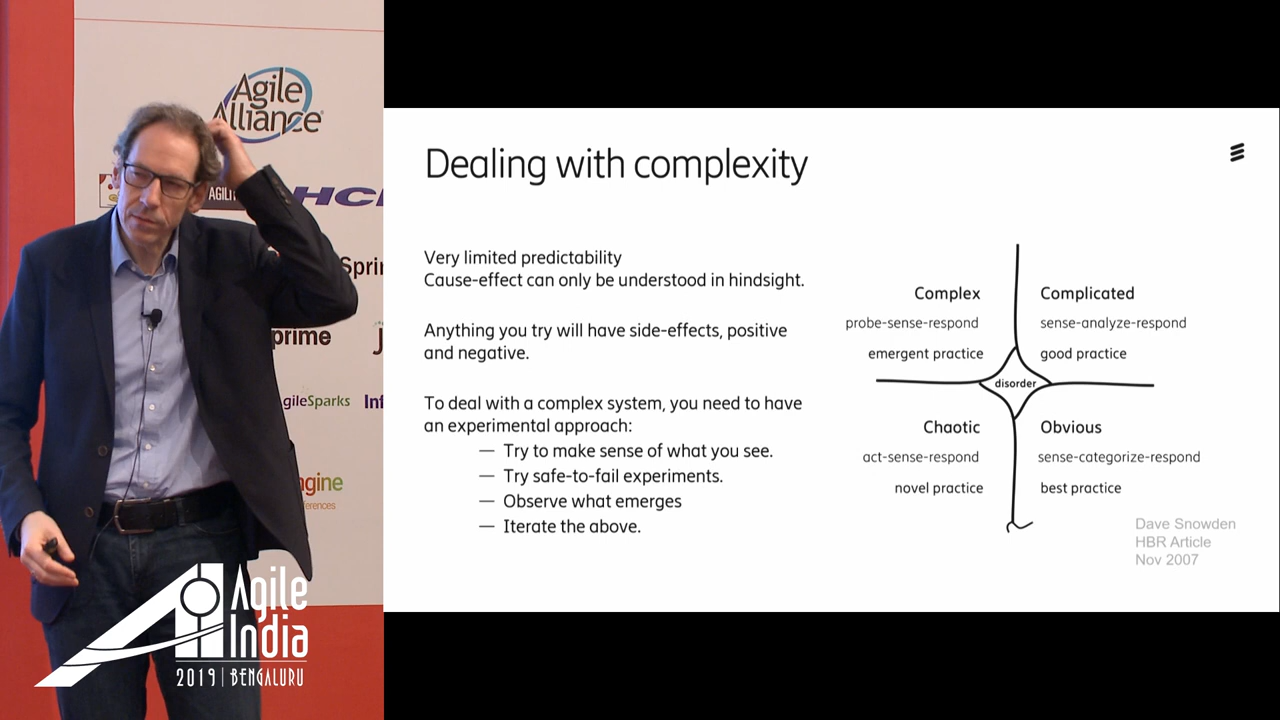 Agile
Alliance
AGILI
HCL
Sprin
prime
J
gileSparks
Inf
ngine
ferences
Agile
India
2019 | BENGALURU
Dealing with complexity
Very limited predictability
Cause-effect can only be understood in hindsight.
Anything you try will have side-effects, positive
and negative.
To deal with a complex system, you need to have
an experimental approach:
— Try to make sense of what you see.
— Try safe-to-fail experiments.
— Observe what emerges
— Iterate the above.
Complex
probe-sense-respond
emergent practice
Complicated
sense-analyze-respond
good practice
disorder
Chaotic
act-sense-respond
novel practice
Obvious
sense-categorize-respond
best practice
Dave Snowden
HBR Article
Nov 2007